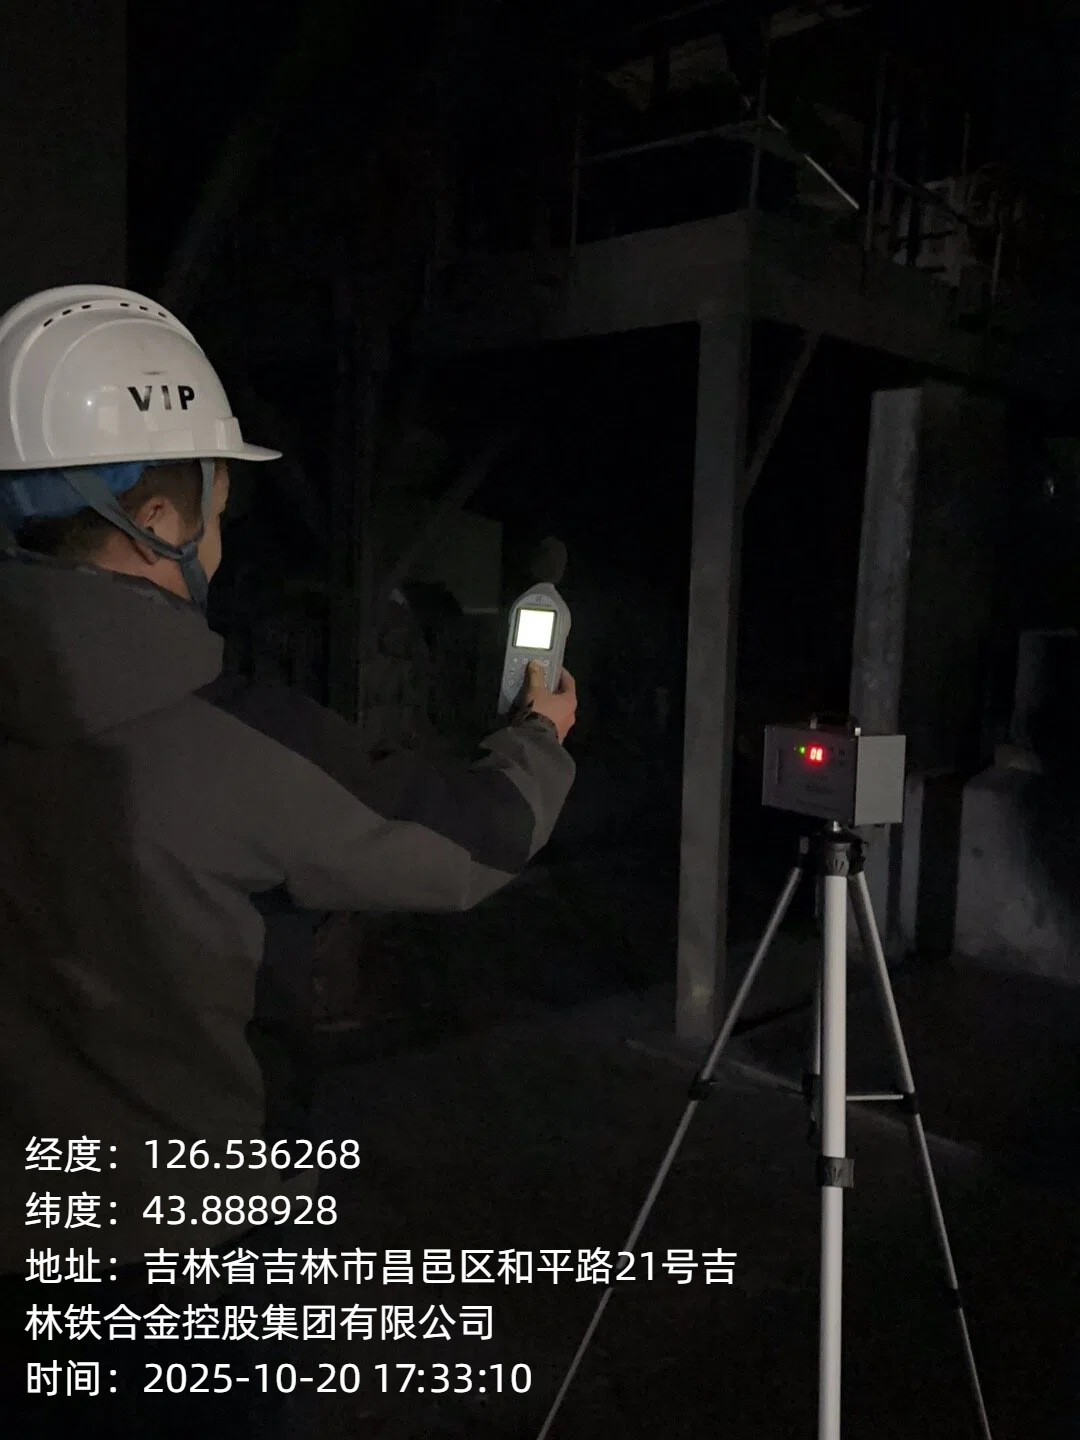 VIP
08
经度：126.536268
纬度：43.888928
地址：吉林省吉林市昌邑区和平路21号吉
林铁合金控股集团有限公司
时间：2025-10-20 17:33:10